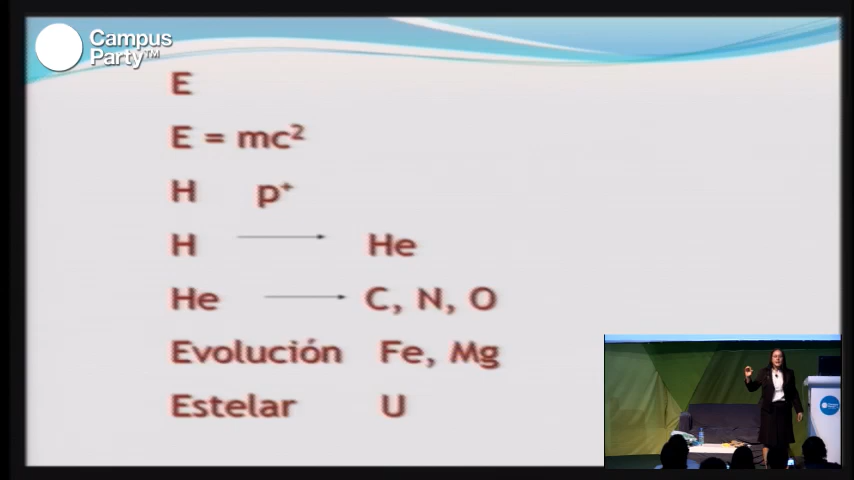 Campus
Party™
E
E = mc²
H p⁺
H → He
He → C, N, O
Evolución Fe, Mg
Estelar U